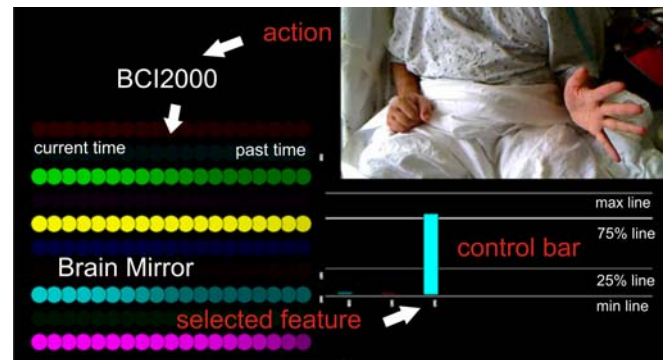 action
BCI2000
current time
past time
max line
75% line
control bar
Brain Mirror
25% line
min line
selected feature